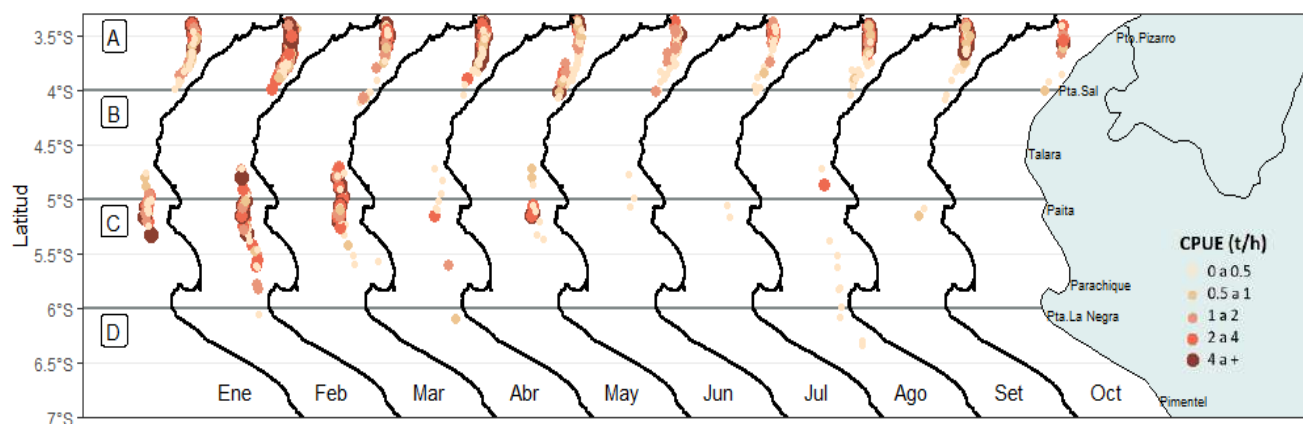 3.5°S
4°S
4.5°S
5°S
5.5°S
6°S
6.5°S
7°S
Latitud
A
B
C
D
Ene
Feb
Mar
Abr
May
Jun
Jul
Ago
Set
Oct
Pto.Pizarro
Pta.Sal
Talara
Paita
Parachique
Pta.La Negra
Pimentel
CPUE (t/h)
0 a 0.5
0.5 a 1
1 a 2
2 a 4
4 a +